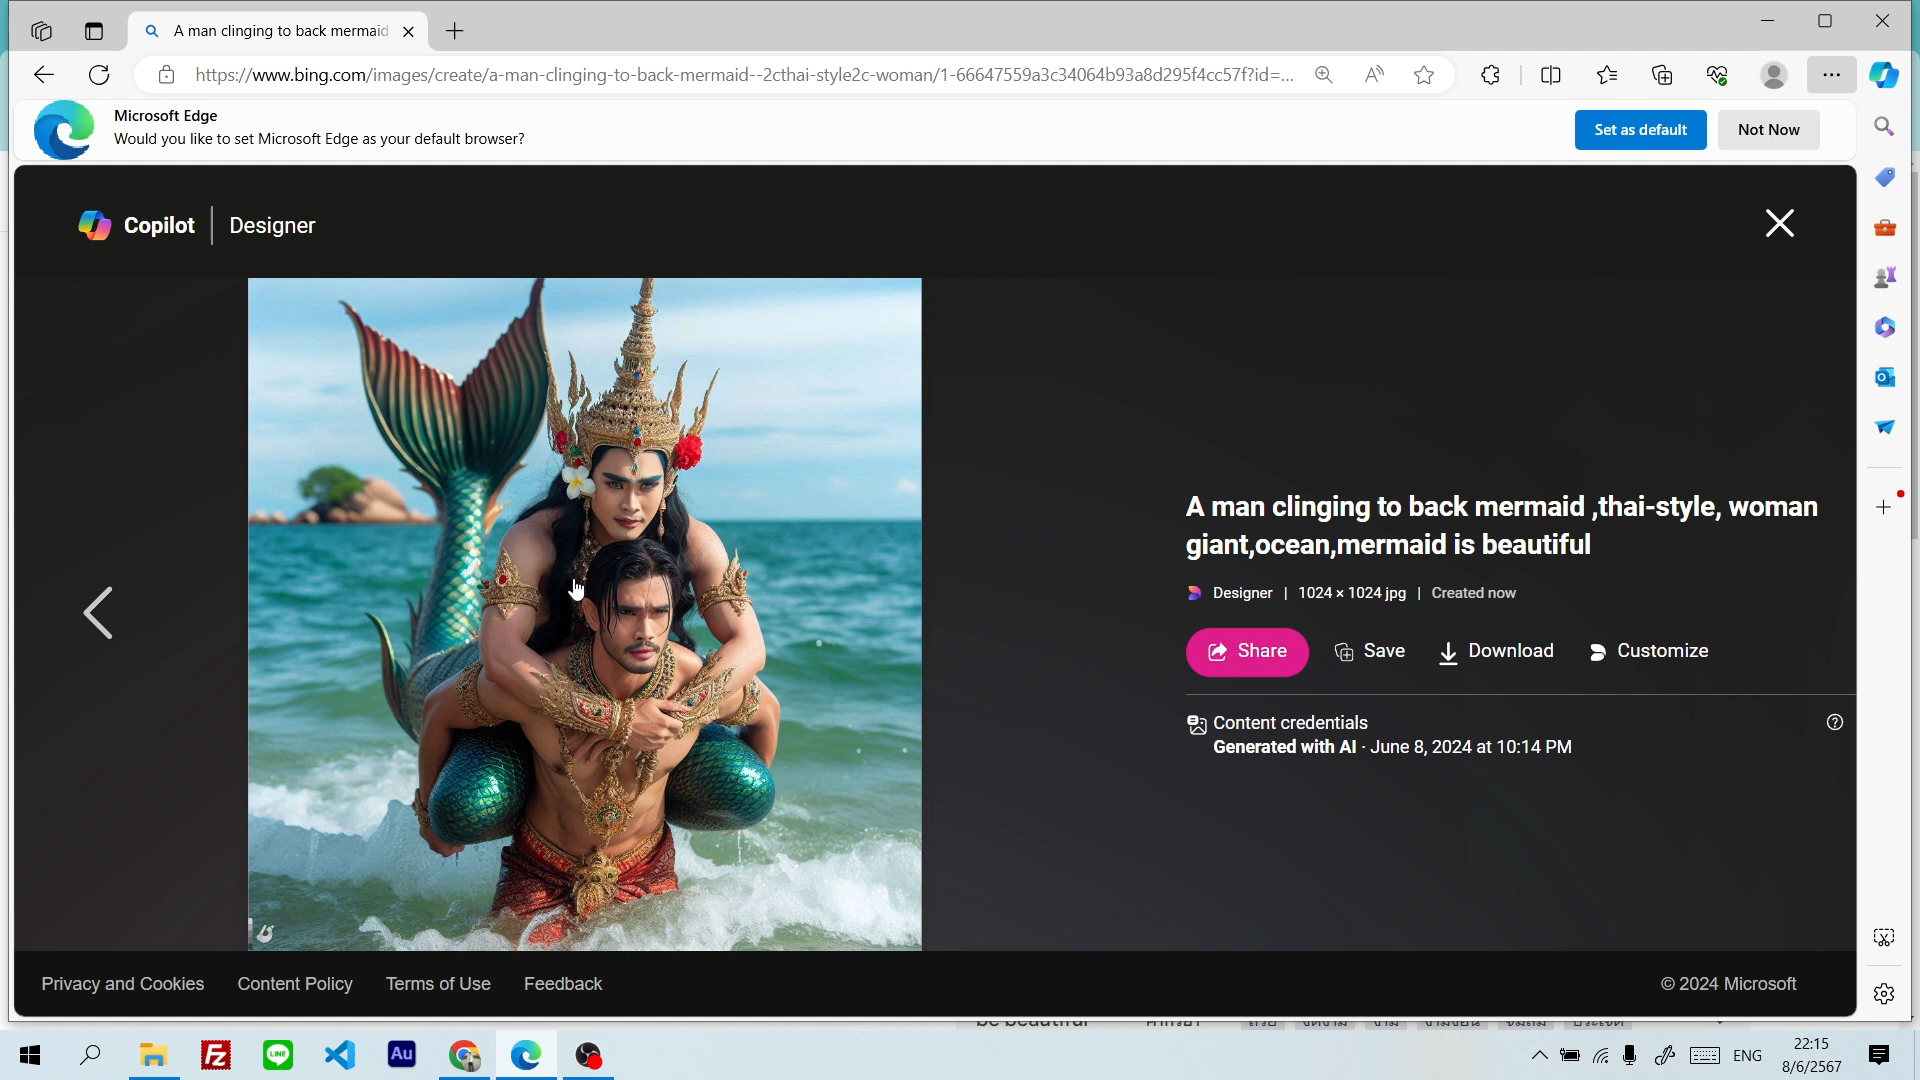 A man clinging to back mermaid
https://www.bing.com/images/create/a-man-clinging-to-back-mermaid--2cthai-style2c-woman/1-66647559a3c34064b93a8d295f4cc57f?id=...
Microsoft Edge
Would you like to set Microsoft Edge as your default browser?
Set as default
Not Now
Copilot
Designer
A man clinging to back mermaid ,thai-style, woman
giant,ocean,mermaid is beautiful
Designer | 1024 × 1024 jpg | Created now
Share
Save
Download
Customize
Content credentials
Generated with AI · June 8, 2024 at 10:14 PM
Privacy and Cookies
Content Policy
Terms of Use
Feedback
© 2024 Microsoft
be beautiful
LINE
Au
ENG
22:15
8/6/2567